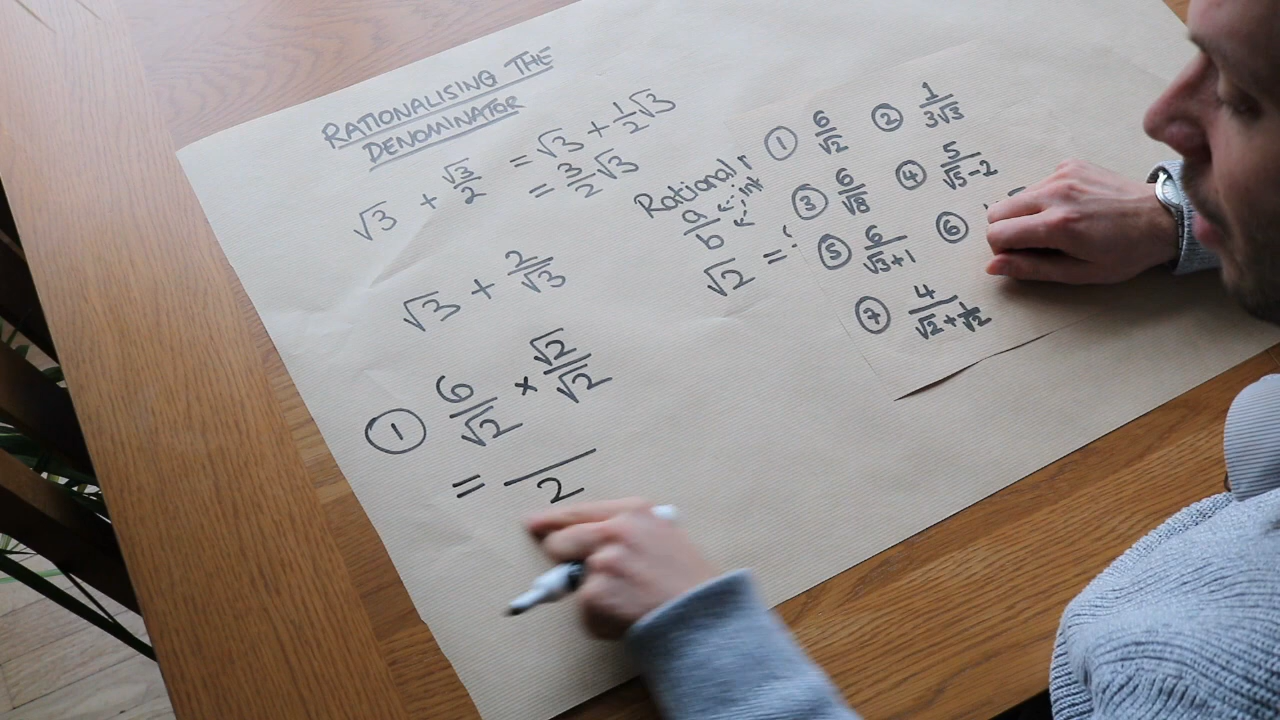 RATIONALISING THE
DENOMINATOR
√3 + √3/2 = √3 + 1/2√3
= 3/2√3
√3 + 2/√3
① 6/√2 × √2/√2
= /2
Rational:
a/b ← int
←
√2 =
① 6/√2 ② 1/3√3
③ 6/√8 ④ 5/√5-2
⑤ 6/√3+1 ⑥
⑦ 4/√2+1/√2